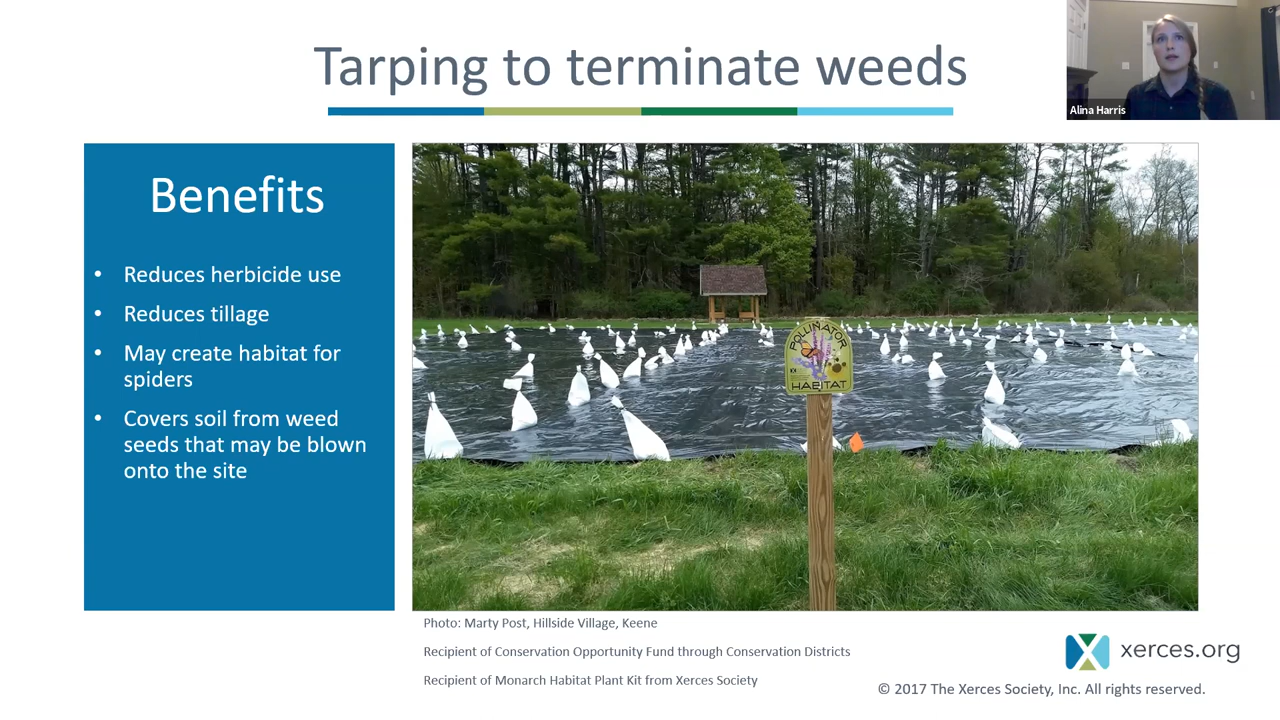 Tarping to terminate weeds
Alina Harris
Benefits
• Reduces herbicide use
• Reduces tillage
• May create habitat for
spiders
• Covers soil from weed
seeds that may be blown
onto the site
POLLINATOR
HABITAT
Photo: Marty Post, Hillside Village, Keene
Recipient of Conservation Opportunity Fund through Conservation Districts
Recipient of Monarch Habitat Plant Kit from Xerces Society
xerces.org
© 2017 The Xerces Society, Inc. All rights reserved.